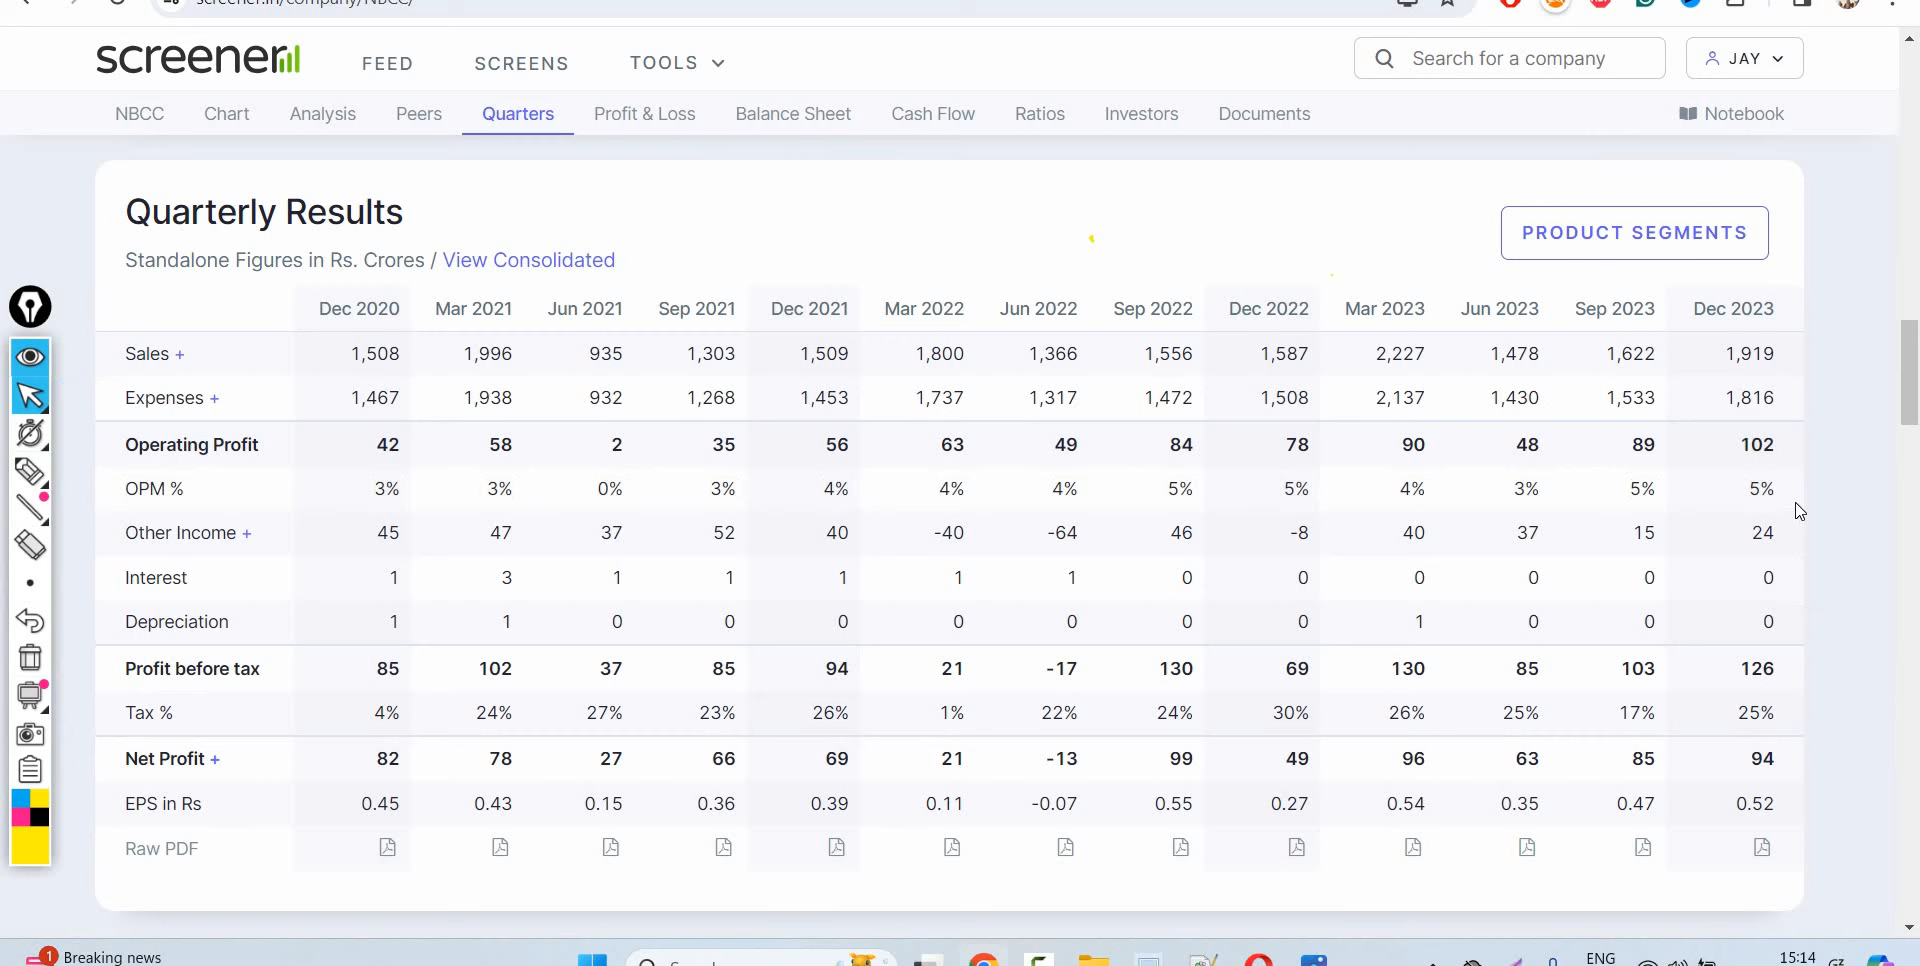 screener.in/company/NBCC/
screener
FEED SCREENS TOOLS
Search for a company
JAY
NBCC Chart Analysis Peers Quarters Profit & Loss Balance Sheet Cash Flow Ratios Investors Documents Notebook
Quarterly Results
PRODUCT SEGMENTS
Standalone Figures in Rs. Crores / View Consolidated
Dec 2020 Mar 2021 Jun 2021 Sep 2021 Dec 2021 Mar 2022 Jun 2022 Sep 2022 Dec 2022 Mar 2023 Jun 2023 Sep 2023 Dec 2023
Sales + 1,508 1,996 935 1,303 1,509 1,800 1,366 1,556 1,587 2,227 1,478 1,622 1,919
Expenses + 1,467 1,938 932 1,268 1,453 1,737 1,317 1,472 1,508 2,137 1,430 1,533 1,816
Operating Profit 42 58 2 35 56 63 49 84 78 90 48 89 102
OPM % 3% 3% 0% 3% 4% 4% 4% 5% 5% 4% 3% 5% 5%
Other Income + 45 47 37 52 40 -40 -64 46 -8 40 37 15 24
Interest 1 3 1 1 1 1 1 0 0 0 0 0 0
Depreciation 1 1 0 0 0 0 0 0 0 1 0 0 0
Profit before tax 85 102 37 85 94 21 -17 130 69 130 85 103 126
Tax % 4% 24% 27% 23% 26% 1% 22% 24% 30% 26% 25% 17% 25%
Net Profit + 82 78 27 66 69 21 -13 99 49 96 63 85 94
EPS in Rs 0.45 0.43 0.15 0.36 0.39 0.11 -0.07 0.55 0.27 0.54 0.35 0.47 0.52
Raw PDF
1 Breaking news
ENG
15:14